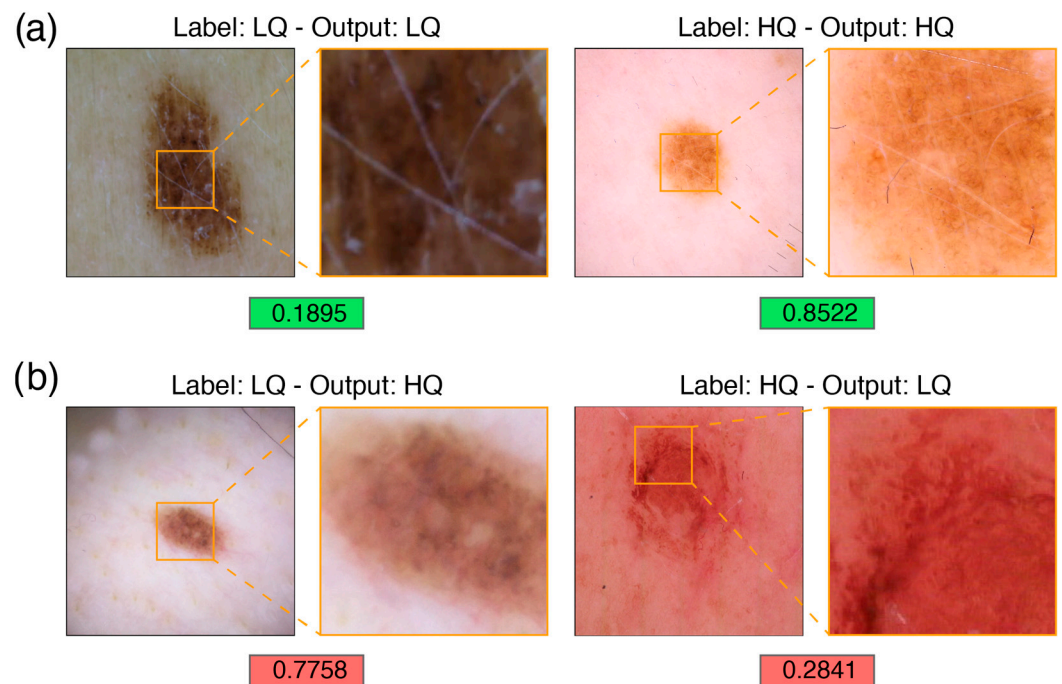 (a)
Label: LQ - Output: LQ
Label: HQ - Output: HQ
0.1895
0.8522
(b)
Label: LQ - Output: HQ
Label: HQ - Output: LQ
0.7758
0.2841